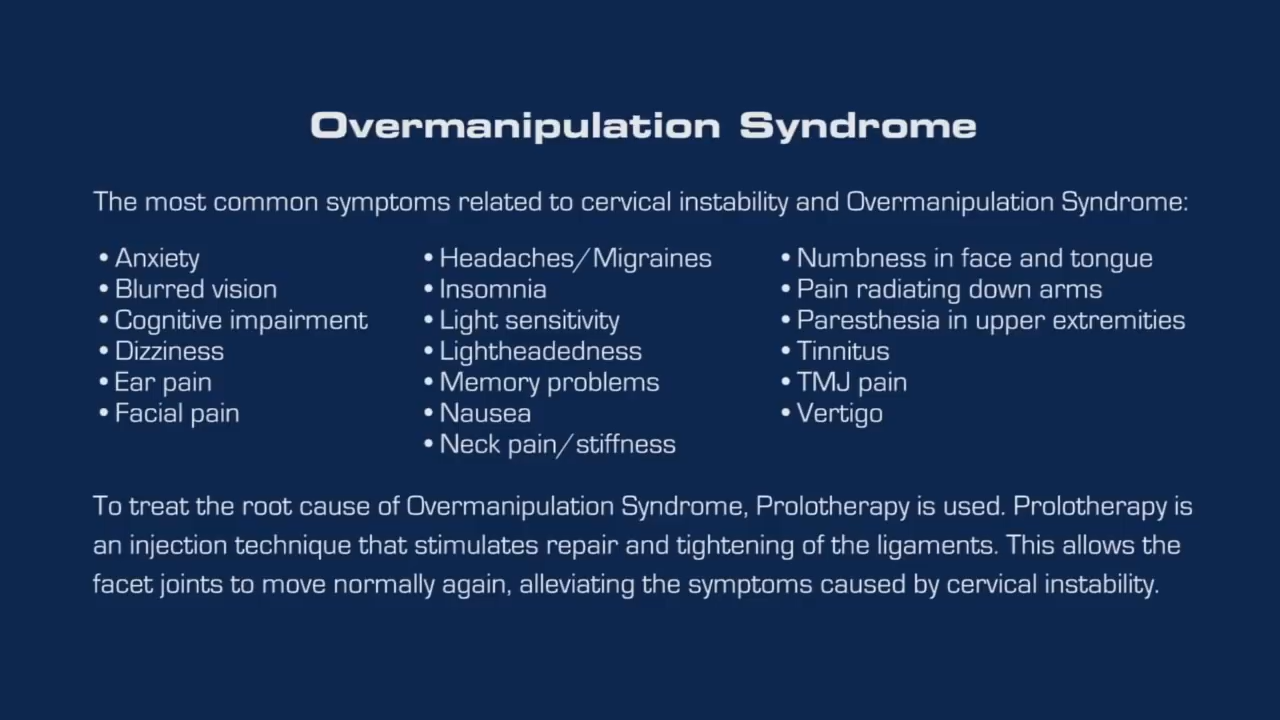 Overmanipulation Syndrome
The most common symptoms related to cervical instability and Overmanipulation Syndrome:
• Anxiety
• Blurred vision
• Cognitive impairment
• Dizziness
• Ear pain
• Facial pain
• Headaches/Migraines
• Insomnia
• Light sensitivity
• Lightheadedness
• Memory problems
• Nausea
• Neck pain/stiffness
• Numbness in face and tongue
• Pain radiating down arms
• Paresthesia in upper extremities
• Tinnitus
• TMJ pain
• Vertigo
To treat the root cause of Overmanipulation Syndrome, Prolotherapy is used. Prolotherapy is
an injection technique that stimulates repair and tightening of the ligaments. This allows the
facet joints to move normally again, alleviating the symptoms caused by cervical instability.